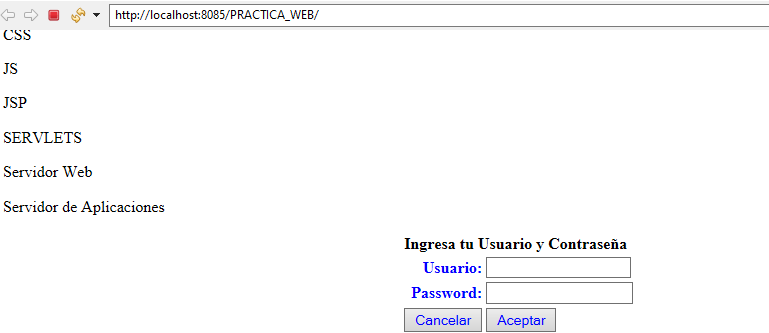 http://localhost:8085/PRACTICA_WEB/
CSS
JS
JSP
SERVLETS
Servidor Web
Servidor de Aplicaciones
Ingresa tu Usuario y Contraseña
Usuario:
Password:
Cancelar Aceptar